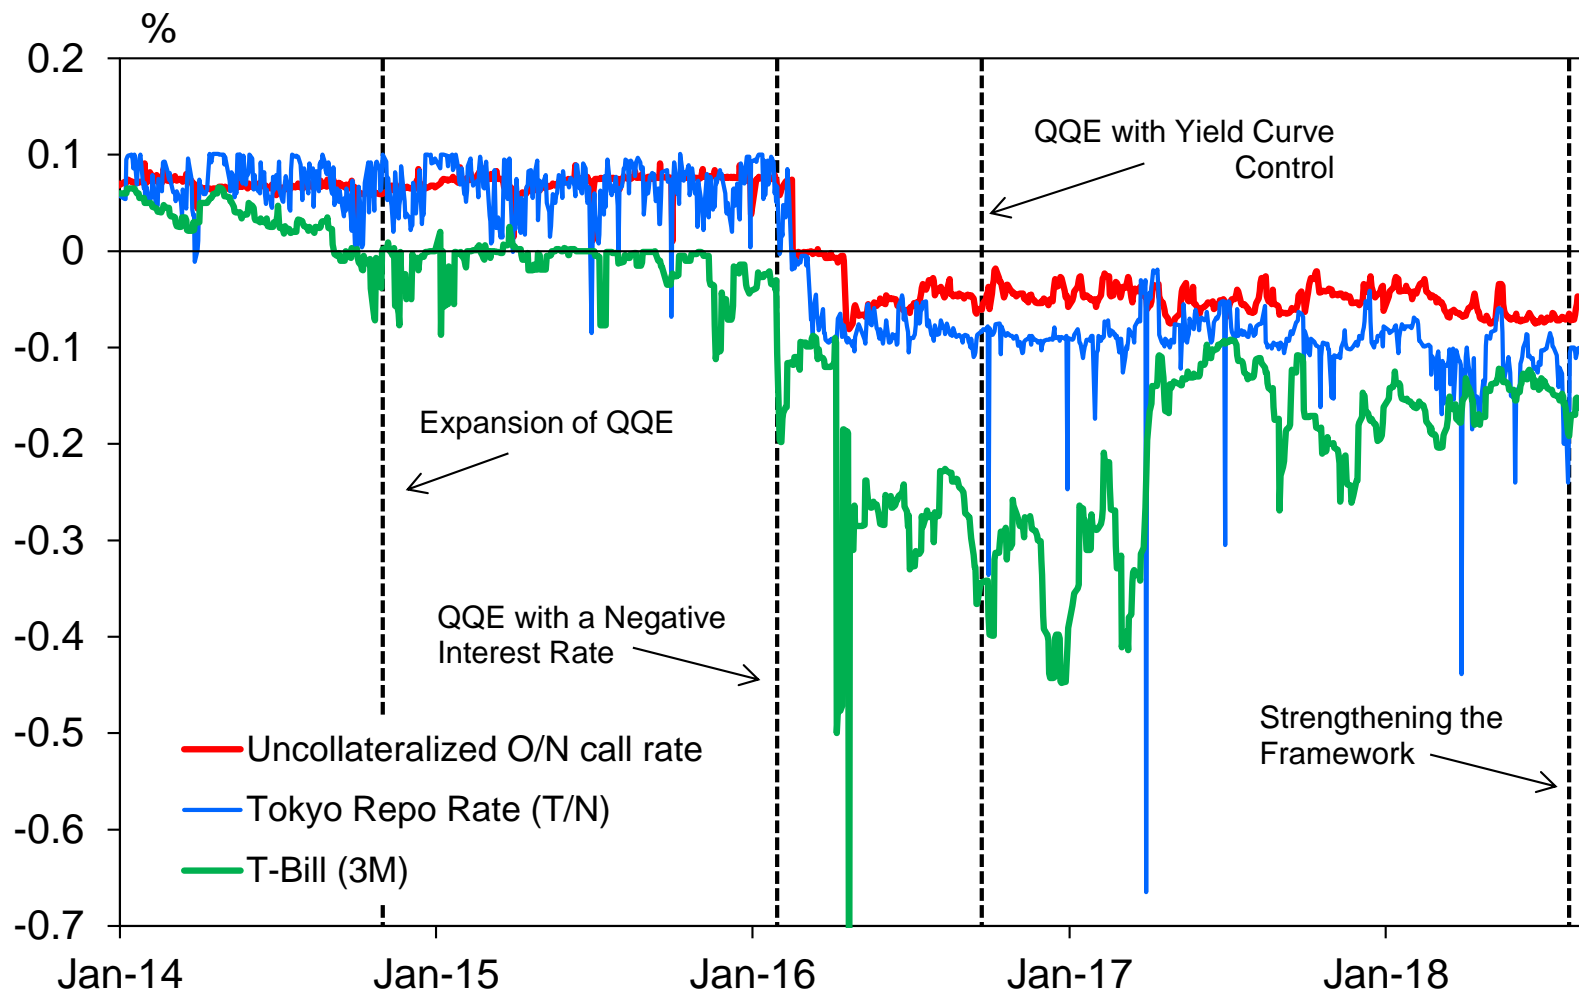 %
0.2
0.1
0
-0.1
-0.2
-0.3
-0.4
-0.5
-0.6
-0.7
QQE with Yield Curve
Control
Expansion of QQE
QQE with a Negative
Interest Rate
Strengthening the
Framework
Uncollateralized O/N call rate
Tokyo Repo Rate (T/N)
T-Bill (3M)
Jan-14 Jan-15 Jan-16 Jan-17 Jan-18